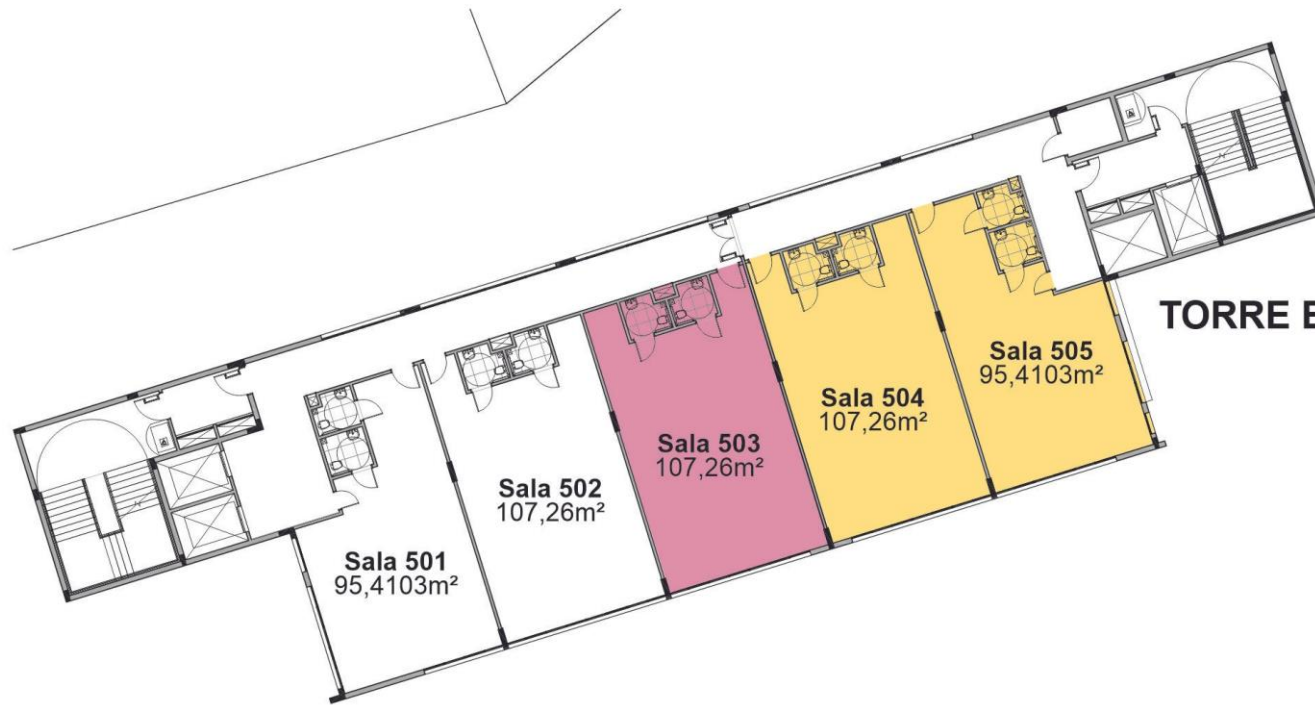 TORRE B
Sala 505
95,4103m²
Sala 504
107,26m²
Sala 503
107,26m²
Sala 502
107,26m²
Sala 501
95,4103m²